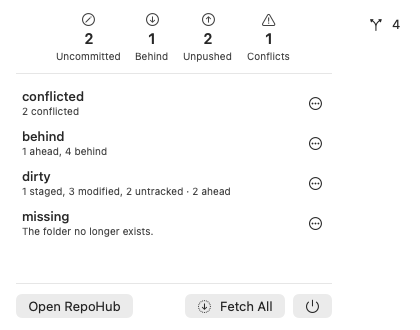 2 1 2 1
Uncommitted Behind Unpushed Conflicts
4
conflicted
2 conflicted
behind
1 ahead, 4 behind
dirty
1 staged, 3 modified, 2 untracked · 2 ahead
missing
The folder no longer exists.
Open RepoHub Fetch All